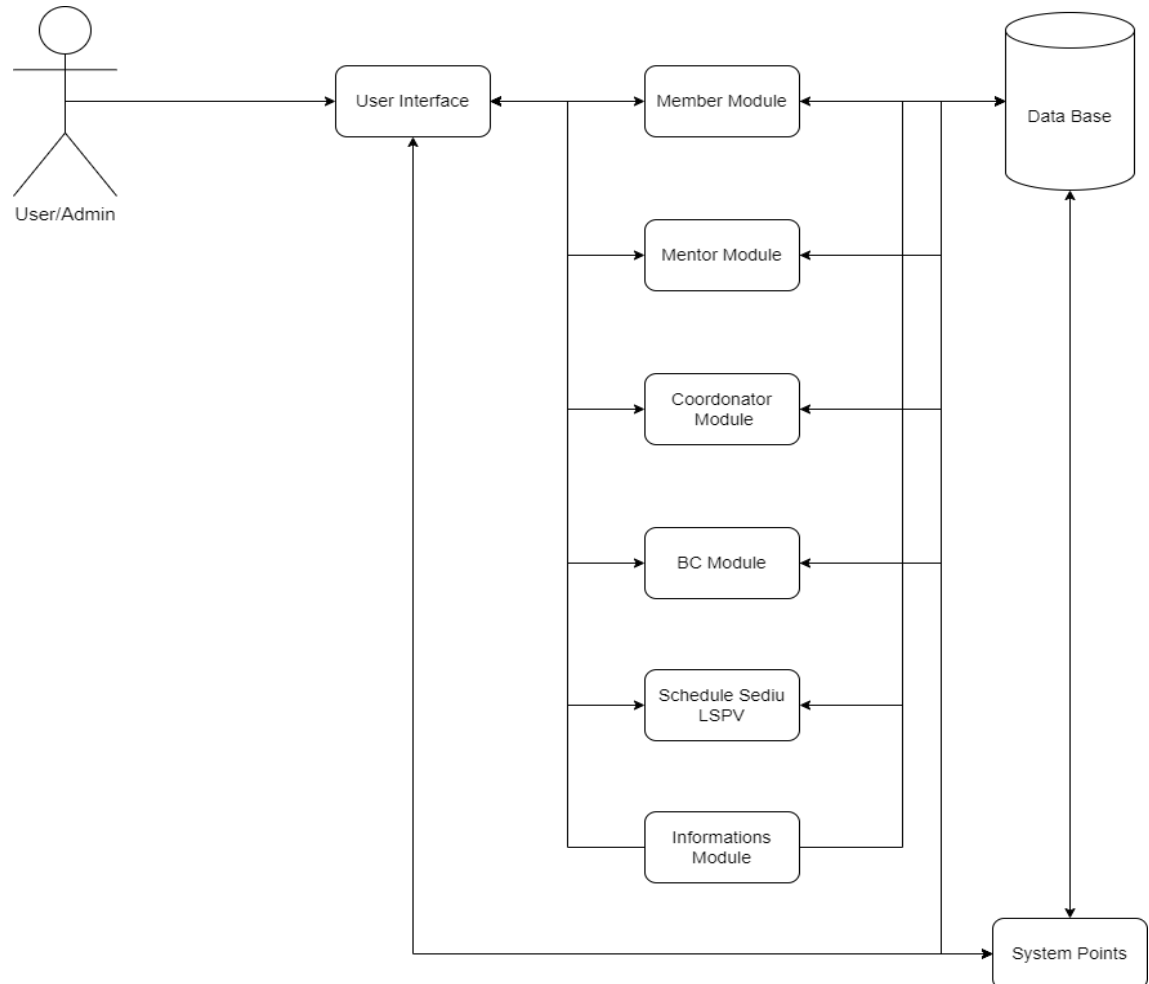 User/Admin
User Interface
Member Module
Data Base
Mentor Module
Coordonator
Module
BC Module
Schedule Sediu
LSPV
Informations
Module
System Points